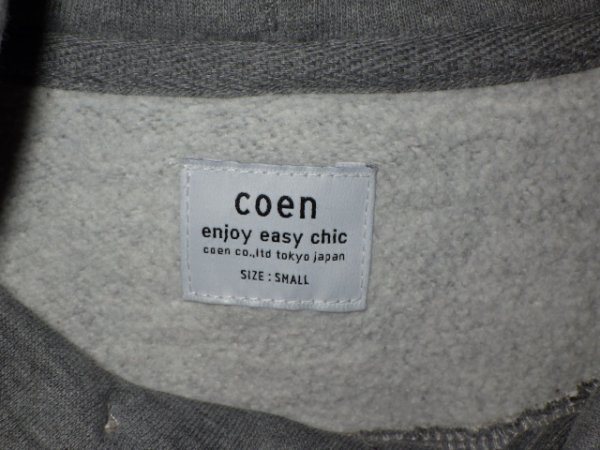 coen
enjoy easy chic
coen co.,ltd tokyo japan
SIZE : SMALL